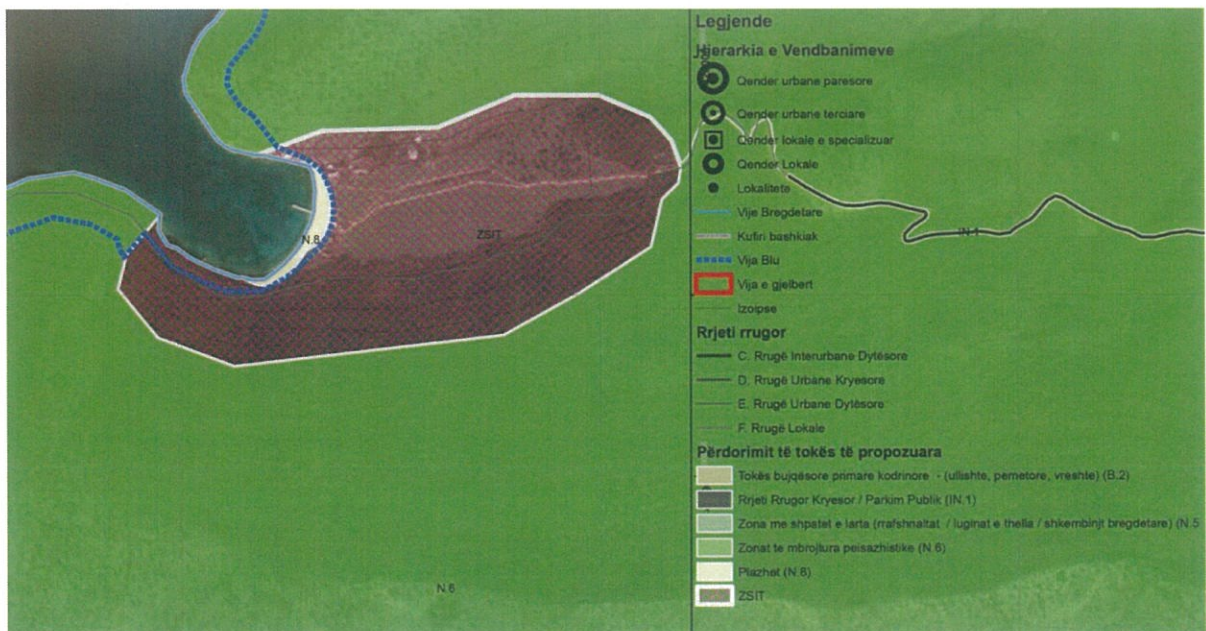 Legjende
Hierarkia e Vendbanimeve
Qender urbane paresore
Qender urbane terciare
Qender lokale e specializuar
Qender Lokale
Lokalitete
Vije Bregdetare
Kufiri bashkiak
Vija Blu
Vija e gjelbert
Izoipse
Rrjeti rrugor
C. Rrugë Interurbane Dytësore
D. Rrugë Urbane Kryesore
E. Rrugë Urbane Dytësore
F. Rrugë Lokale
Përdorimit të tokës të propozuara
Tokës bujqësore primare kodrinore - (ullishte, pemetore, vreshte) (B.2)
Rrjeti Rrugor Kryesor / Parkim Publik (IN.1)
Zona me shpatet e larta (rrafshnaltat / luginat e thella / shkembinjt bregdetare) (N.5
Zonat te mbrojtura peisazhistike (N.6)
Plazhet (N.8)
ZSIT
N.8
ZSIT
IN.1
N.6